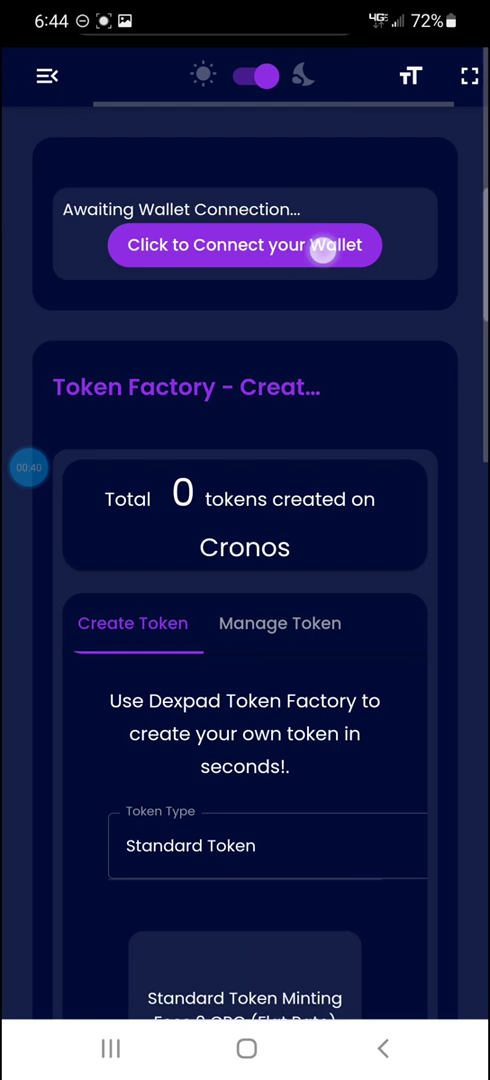 6:44
4G 72%
TT
Awaiting Wallet Connection...
Click to Connect your Wallet
Token Factory - Creat...
00:40
Total 0 tokens created on
Cronos
Create Token Manage Token
Use Dexpad Token Factory to
create your own token in
seconds!.
Token Type
Standard Token
Standard Token Minting